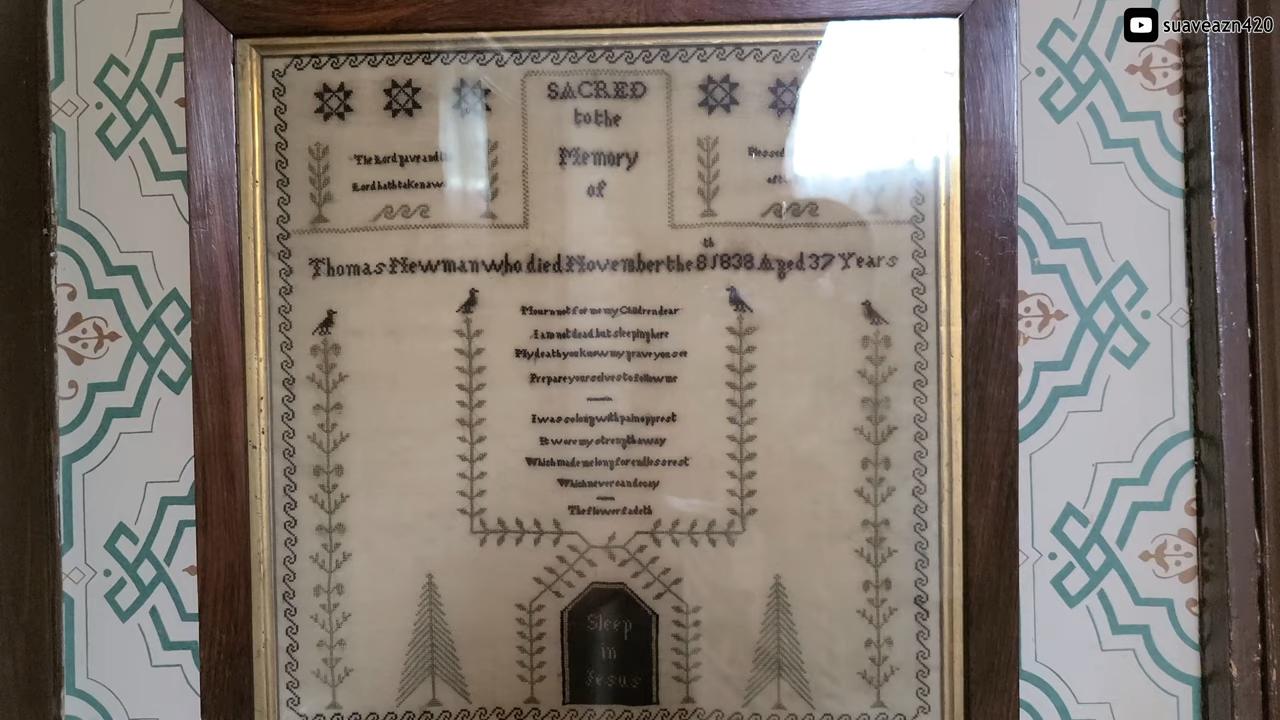 suaveazn420
SACRED
to the
Memory
of
The Lord gave and
Lord hath taken aw
Blessed
Thomas Newman who died November the 8th 1838 Aged 37 Years
Mourn not for me my Children dear
I am not dead but sleeping here
My death you know my grave you see
Prepare yourselves to follow me
I was so long with pain opprest
It wore my strength away
Which made me long for endless rest
Which never can decay
The flower fadeth
Sleep
in
Jesus